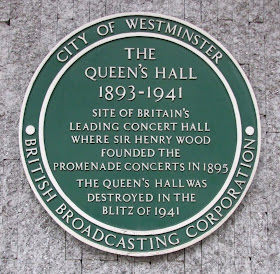 CITY OF WESTMINSTER
THE
QUEEN'S HALL
1893-1941
SITE OF BRITAIN'S
LEADING CONCERT HALL
WHERE SIR HENRY WOOD
FOUNDED THE
PROMENADE CONCERTS IN 1895
THE QUEEN'S HALL WAS
DESTROYED IN THE
BLITZ OF 1941
BRITISH BROADCASTING CORPORATION